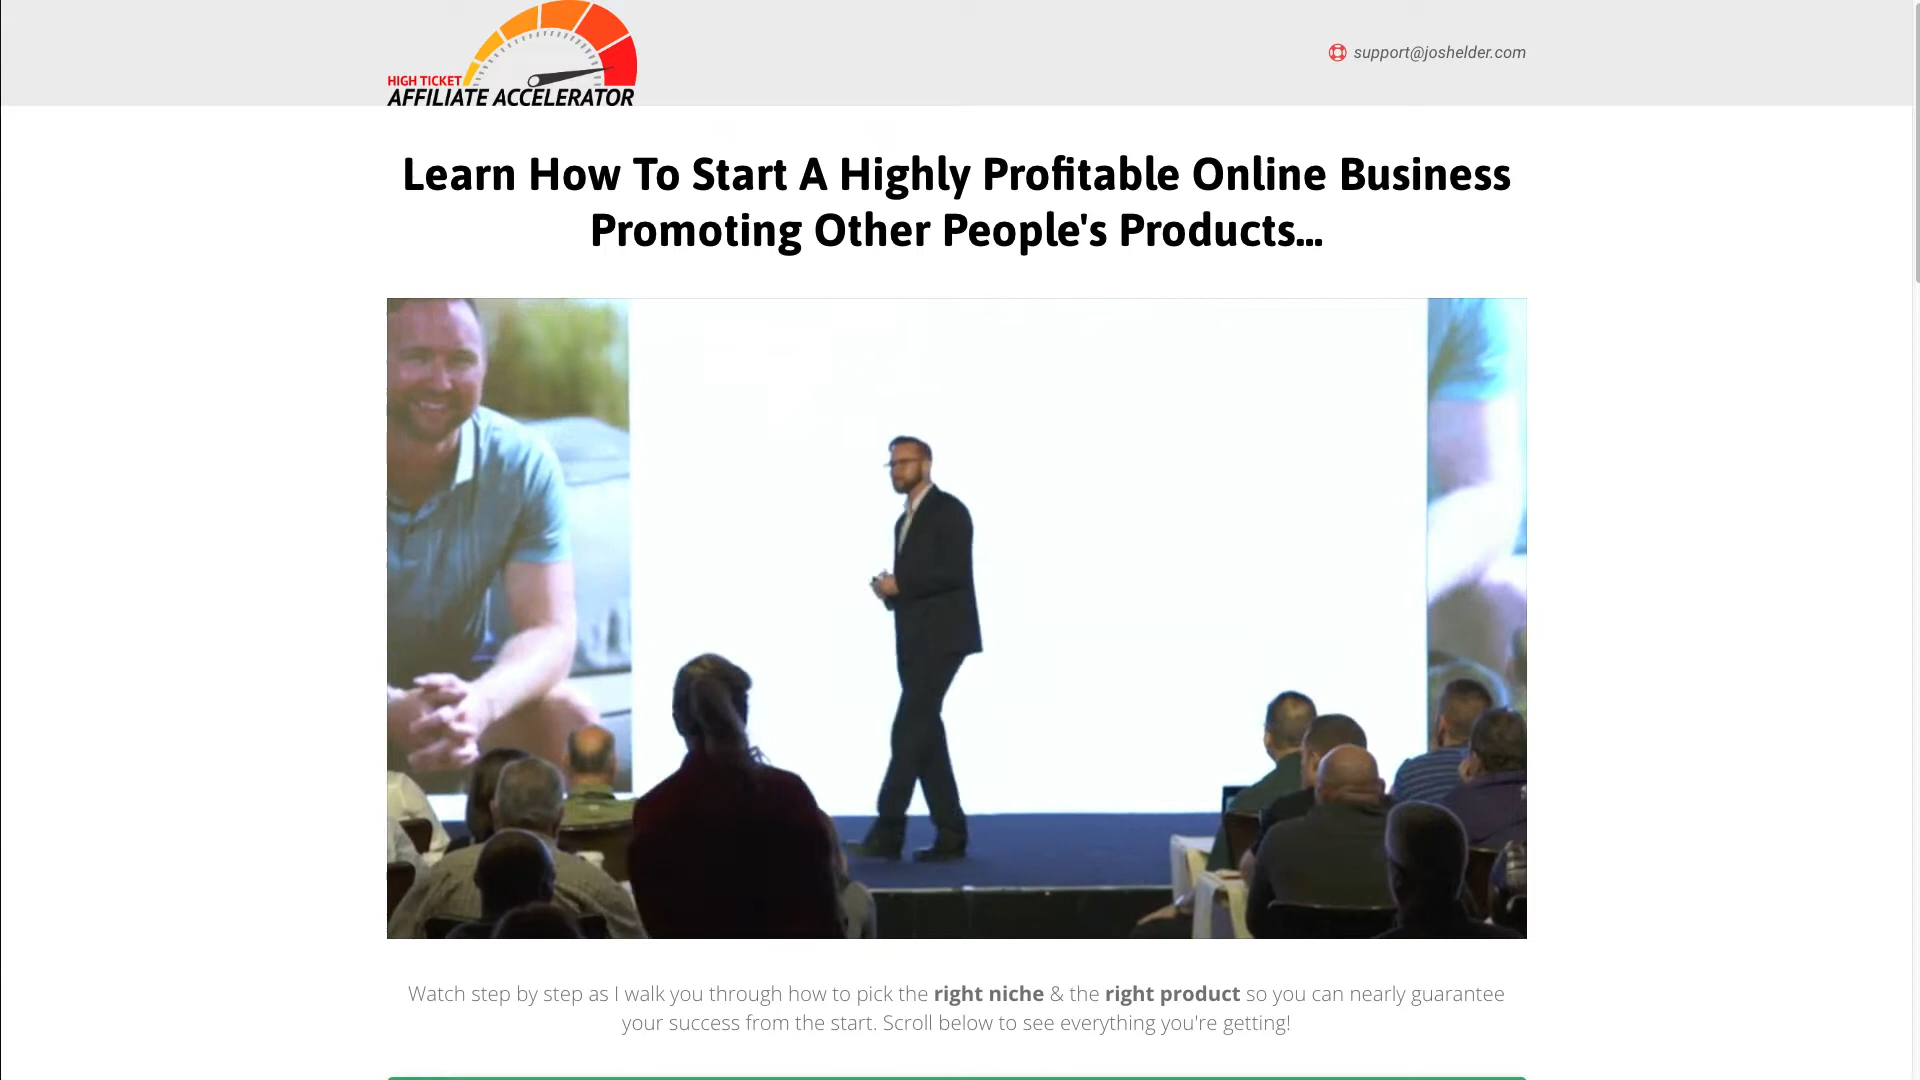 HIGH TICKET
AFFILIATE ACCELERATOR
support@joshelder.com
Learn How To Start A Highly Profitable Online Business
Promoting Other People's Products...
Watch step by step as I walk you through how to pick the right niche & the right product so you can nearly guarantee
your success from the start. Scroll below to see everything you're getting!